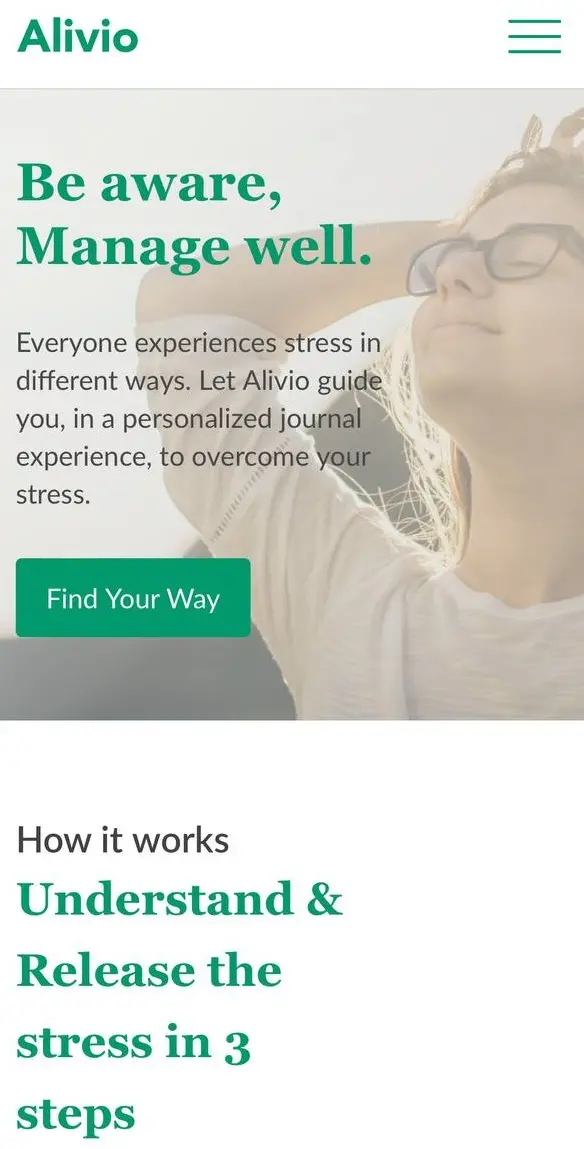 Alivio
Be aware,
Manage well.
Everyone experiences stress in
different ways. Let Alivio guide
you, in a personalized journal
experience, to overcome your
stress.
Find Your Way
How it works
Understand &
Release the
stress in 3
steps